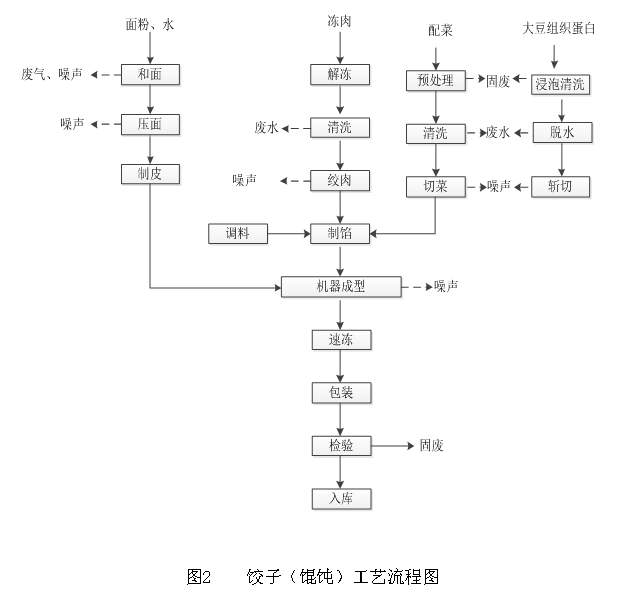 面粉、水
冻肉
配菜
大豆组织蛋白
废气、噪声
和面
解冻
预处理
固废
浸泡清洗
噪声
压面
废水
清洗
清洗
废水
脱水
制皮
噪声
绞肉
切菜
噪声
斩切
调料
制馅
机器成型
噪声
速冻
包装
检验
固废
入库
图2 饺子（馄饨）工艺流程图